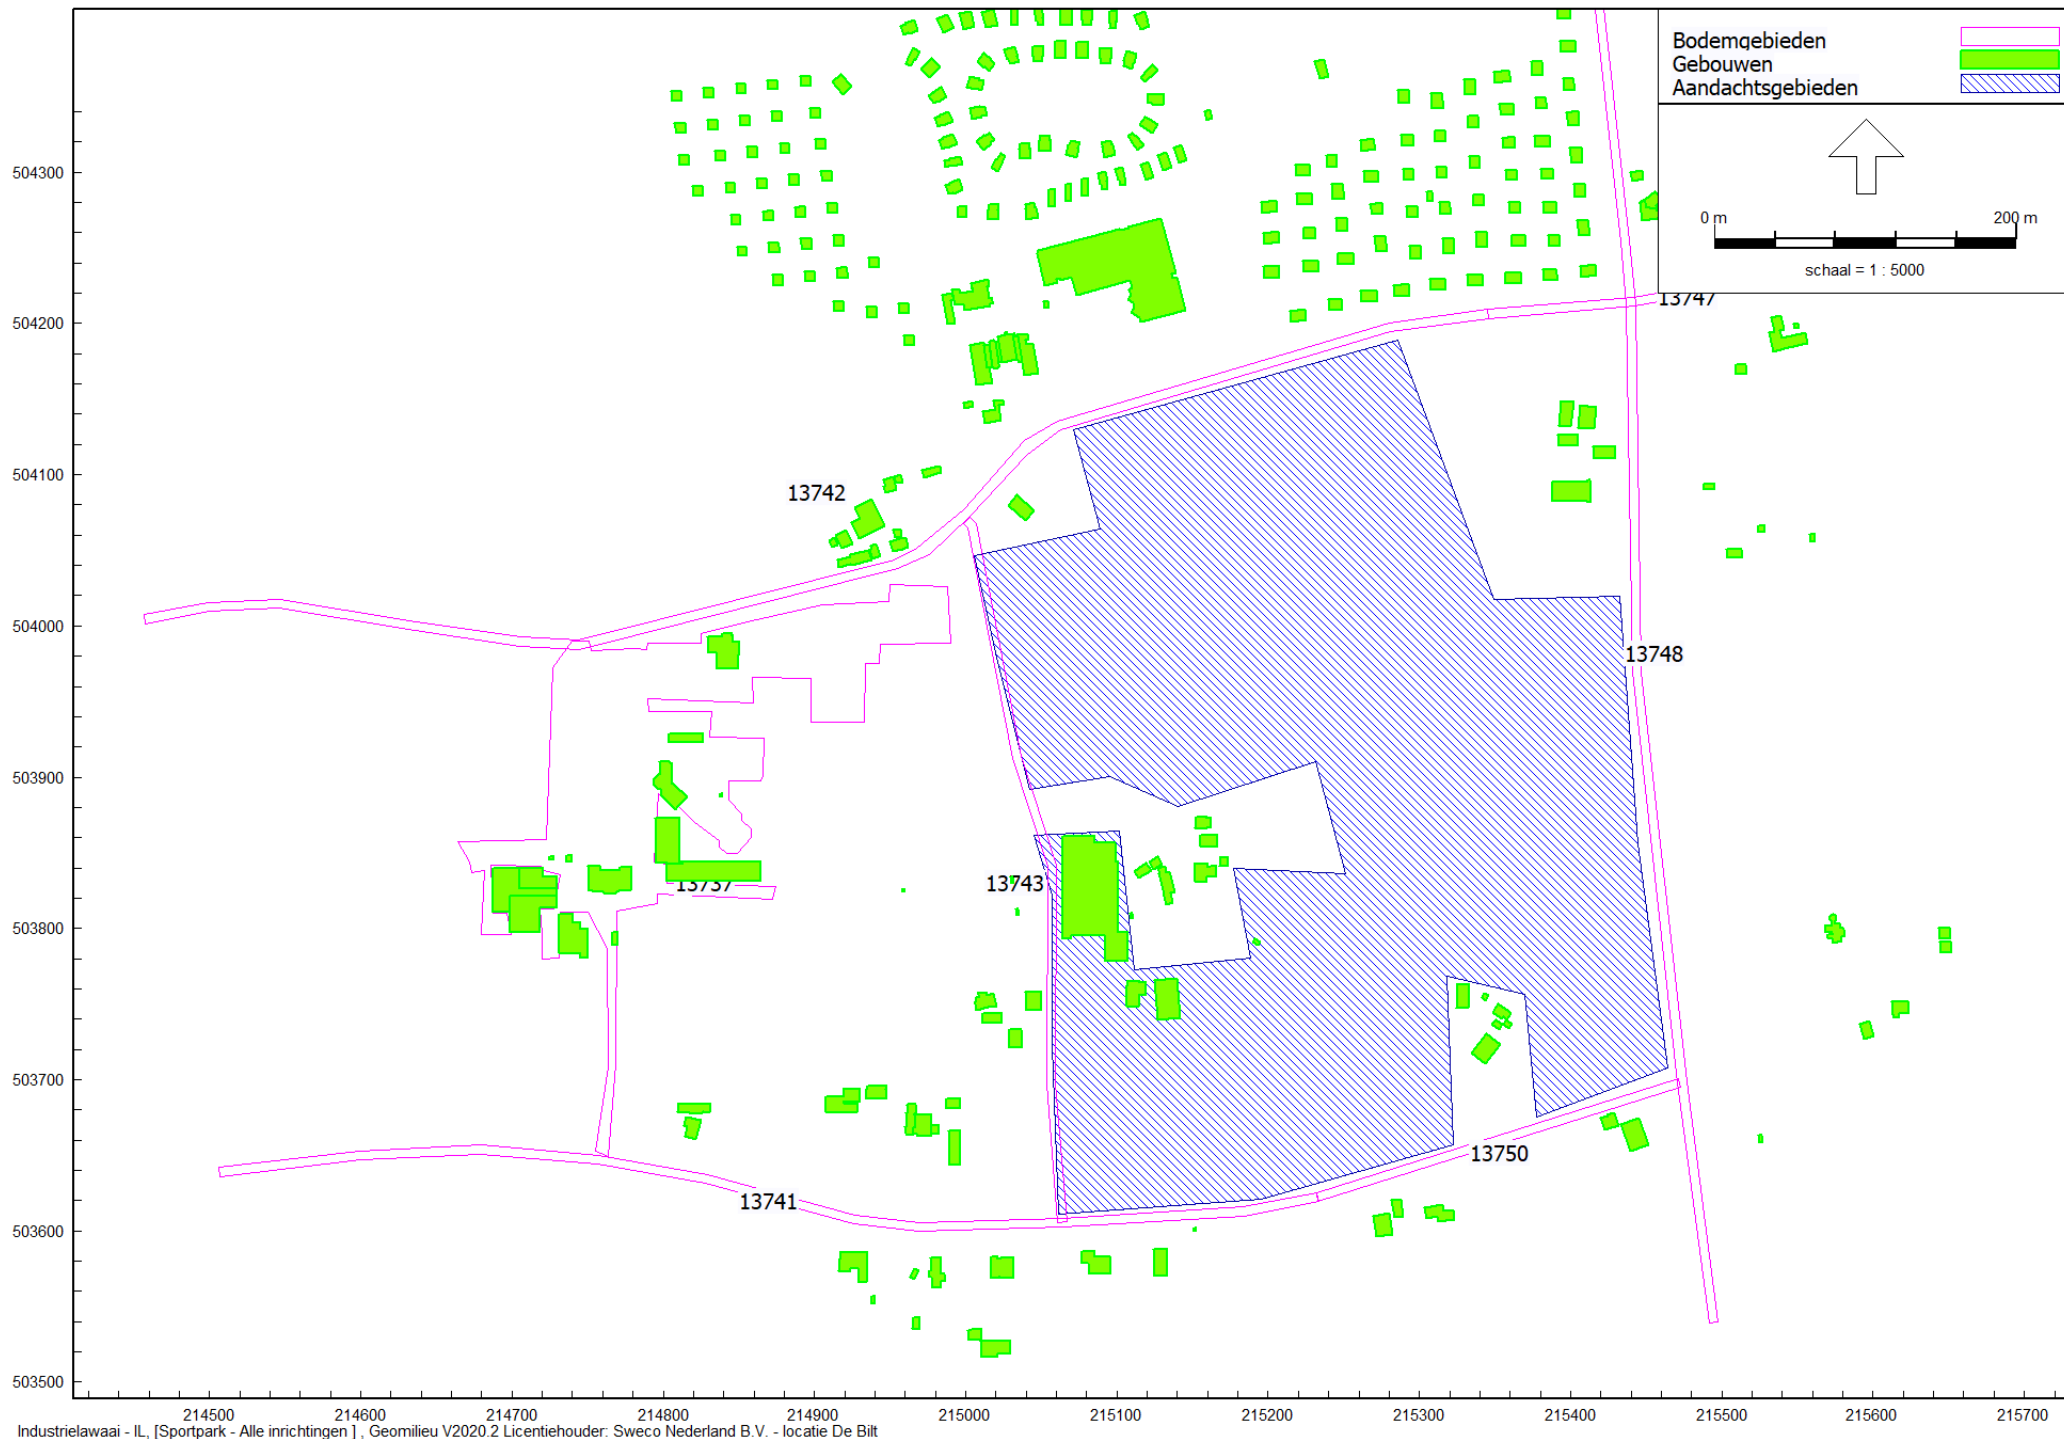 Bodemgebieden
Gebouwen
Aandachtsgebieden
0 m 200 m
schaal = 1 : 5000
504300
504200
504100
504000
503900
503800
503700
503600
503500
13747
13742
13748
13737
13743
13750
13741
214500 214600 214700 214800 214900 215000 215100 215200 215300 215400 215500 215600 215700
Industrielawaai - IL, [Sportpark - Alle inrichtingen ] , Geomilieu V2020.2 Licentiehouder: Sweco Nederland B.V. - locatie De Bilt